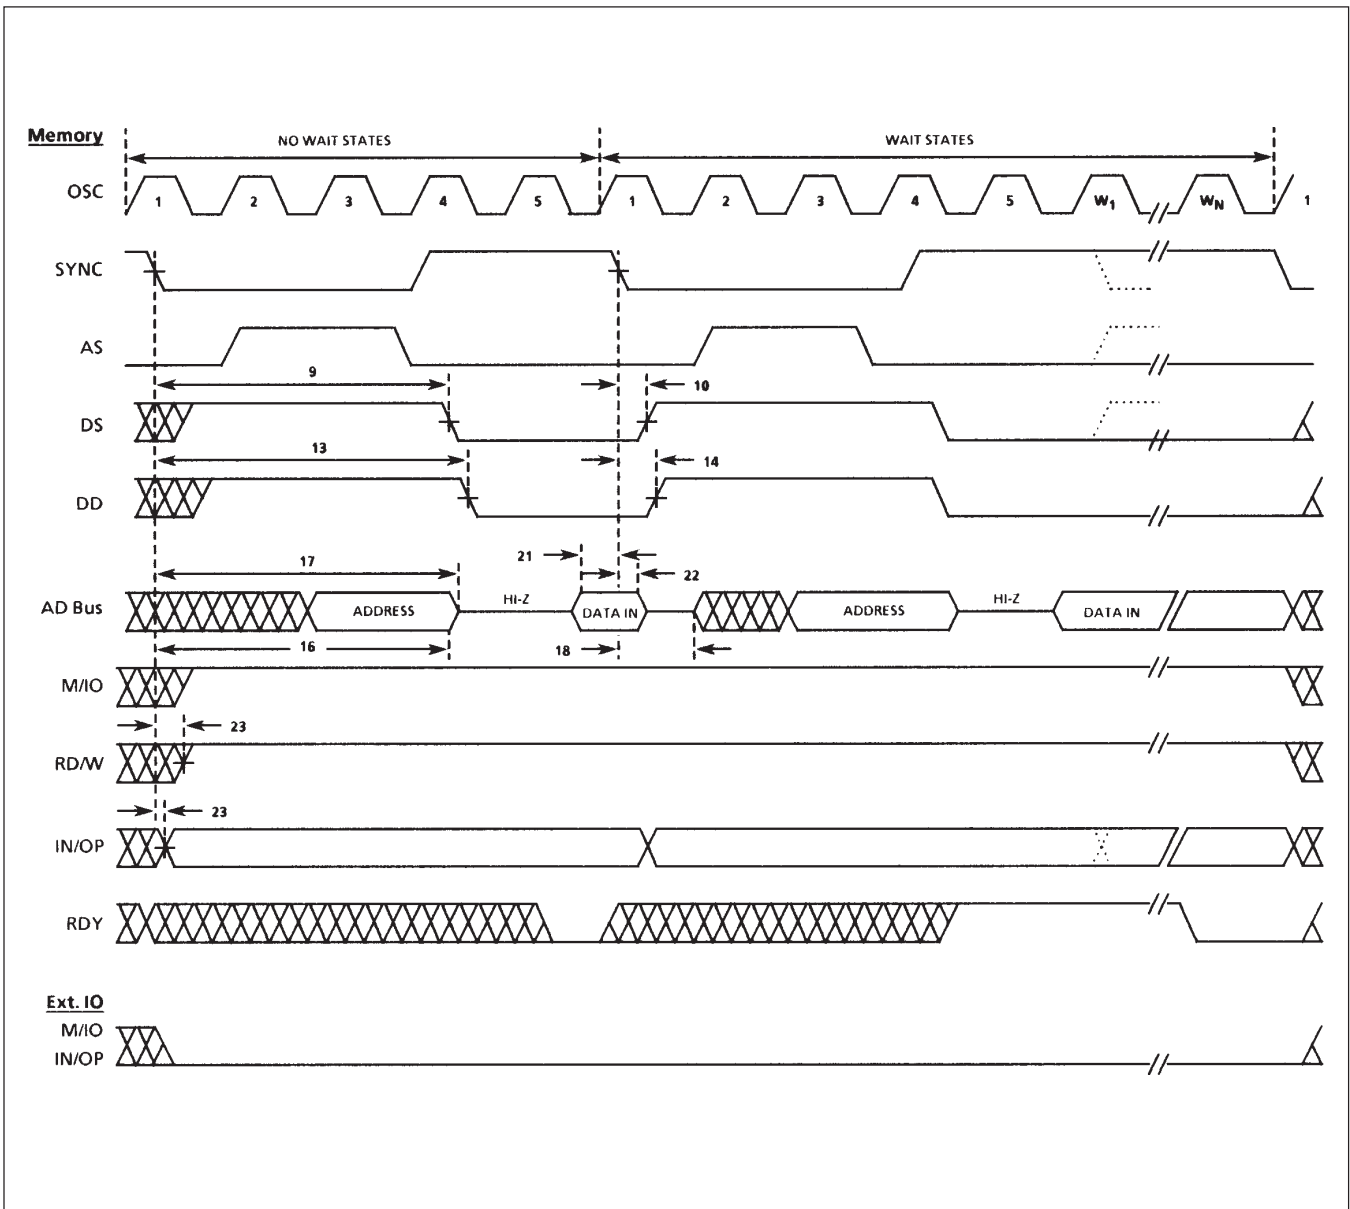 Memory
NO WAIT STATES
WAIT STATES
OSC
1 2 3 4 5 1 2 3 4 5 W1 WN 1
SYNC
AS
9
10
DS
13
14
DD
21
17
22
AD Bus
ADDRESS
HI-Z
DATA IN
ADDRESS
HI-Z
DATA IN
16
18
M/IO
23
RD/W
23
IN/OP
RDY
Ext. IO
M/IO
IN/OP